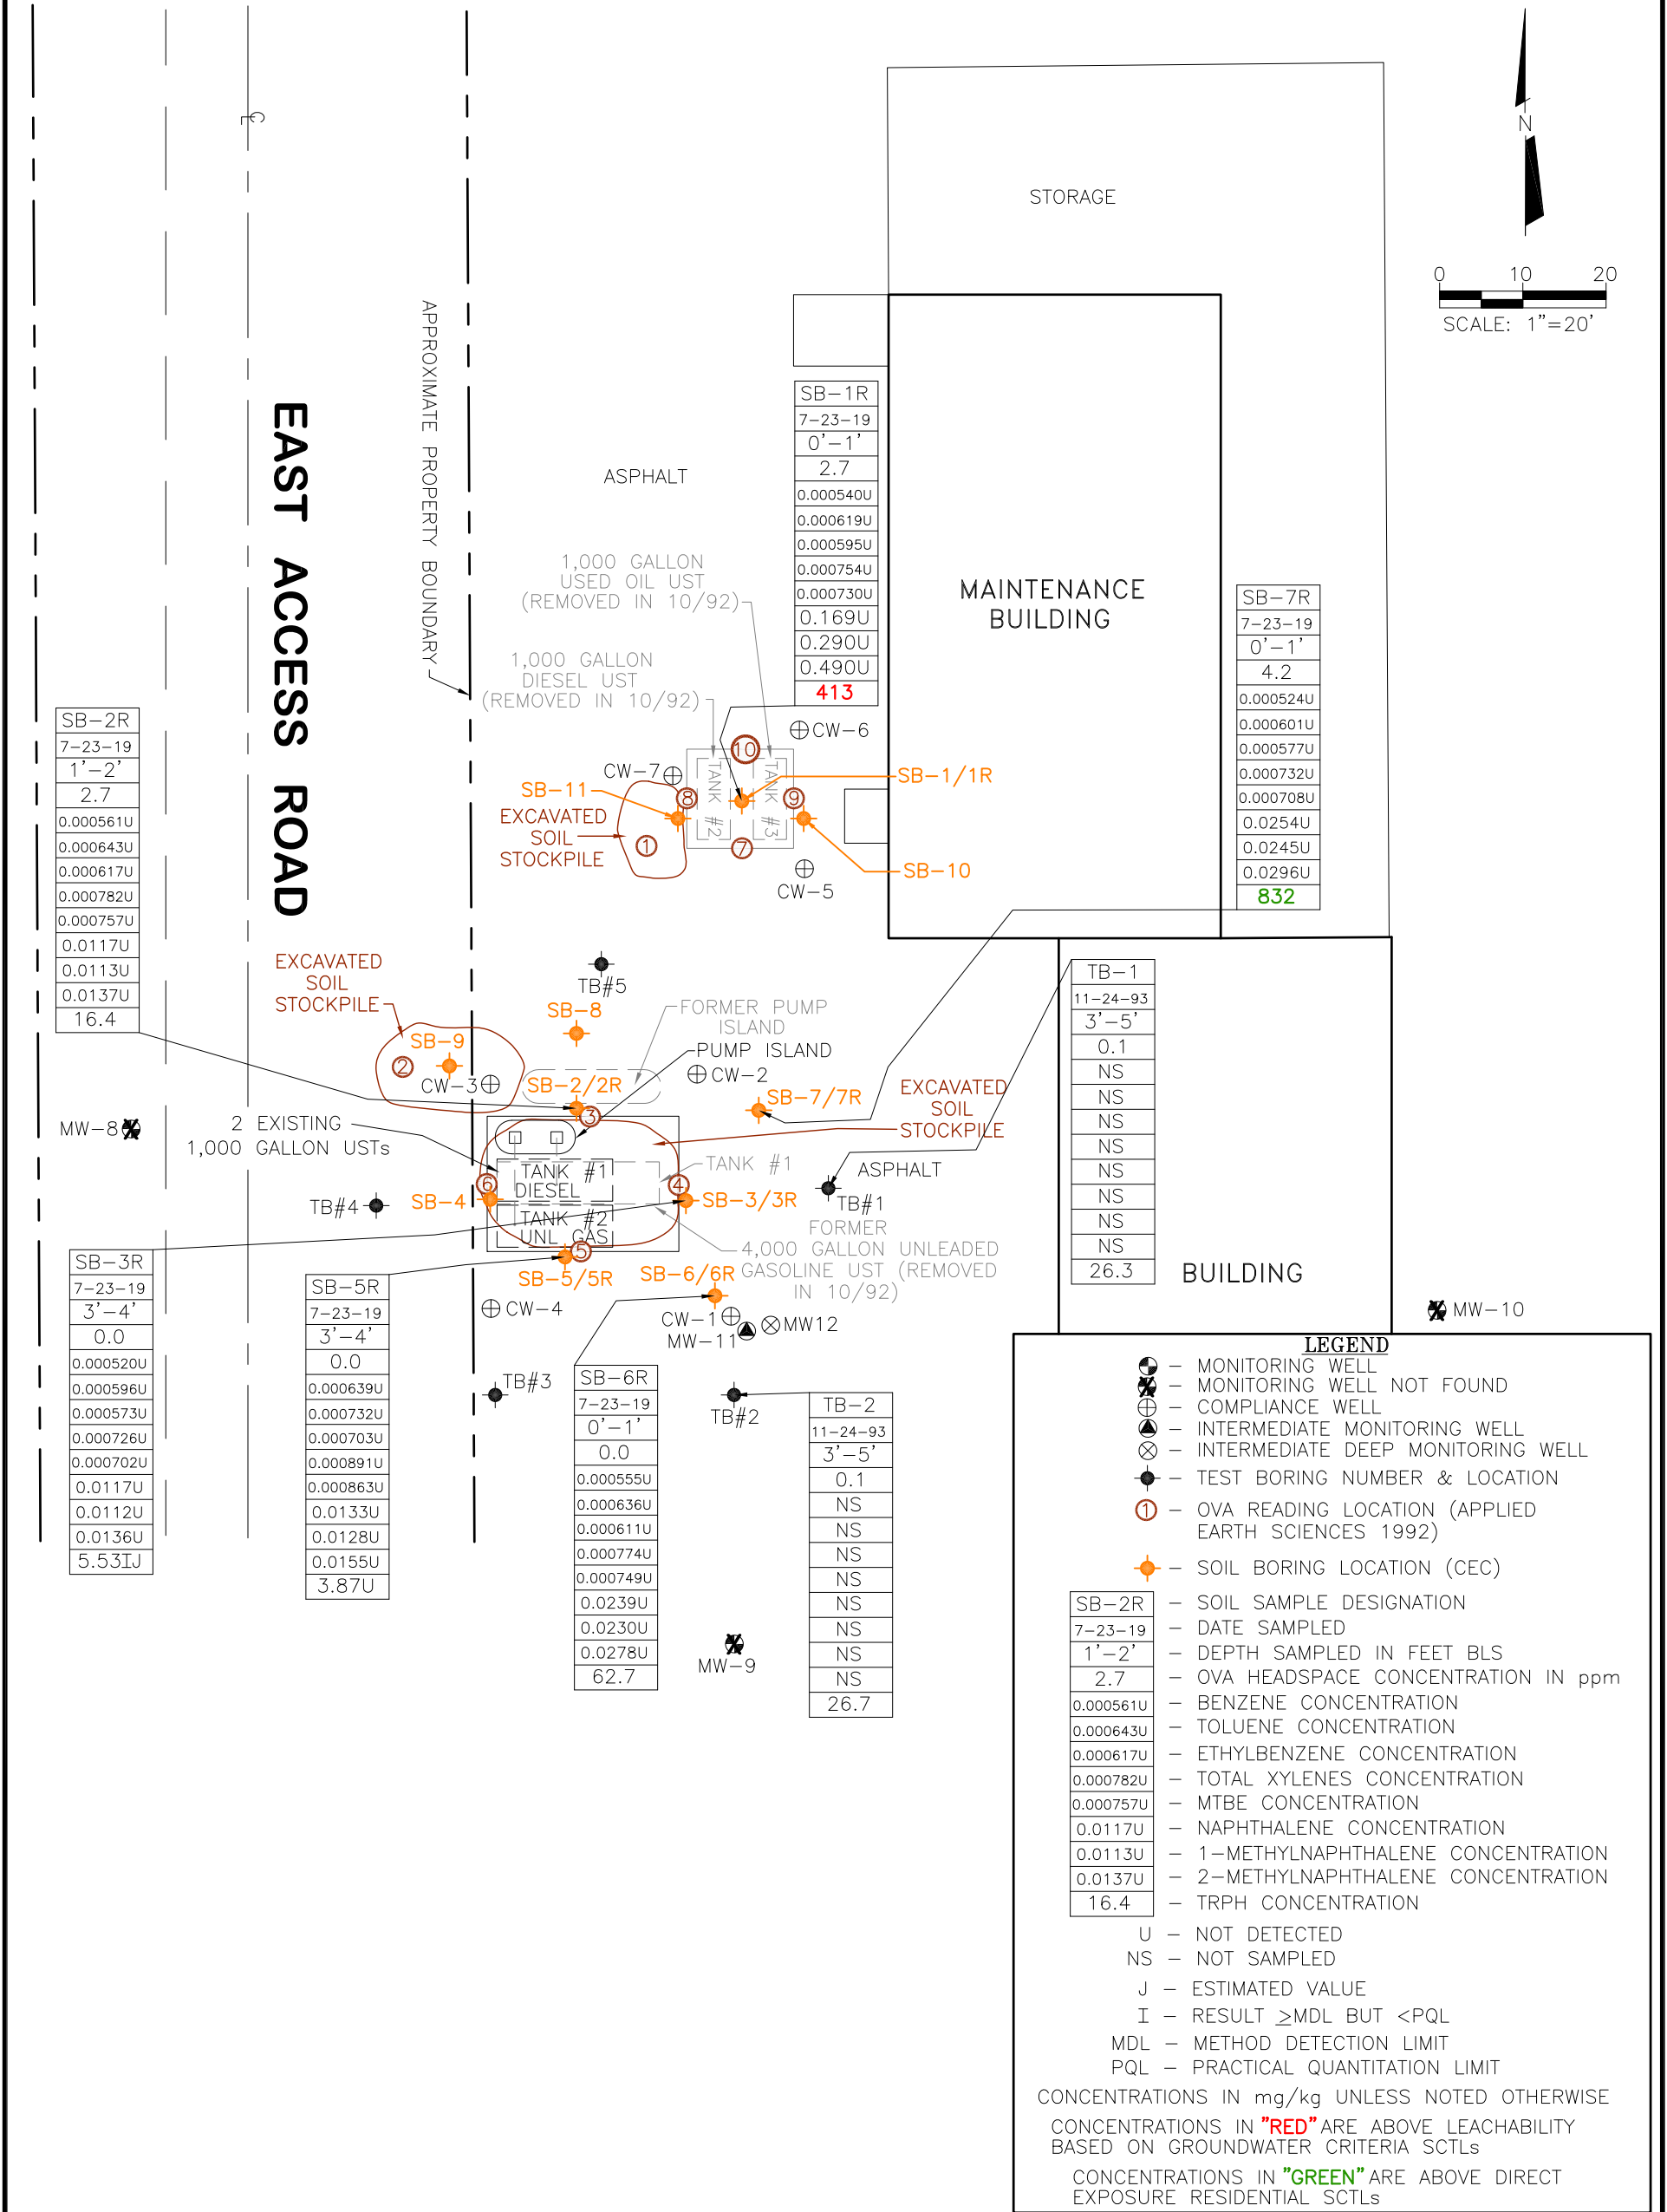 N
0 10 20
SCALE: 1"=20'
STORAGE
℄
EAST ACCESS ROAD
APPROXIMATE PROPERTY BOUNDARY
ASPHALT
MAINTENANCE
BUILDING
SB-1R
7-23-19
0'-1'
2.7
0.000540U
0.000619U
0.000595U
0.000754U
0.000730U
0.169U
0.290U
0.490U
413
1,000 GALLON
USED OIL UST
(REMOVED IN 10/92)
1,000 GALLON
DIESEL UST
(REMOVED IN 10/92)
SB-7R
7-23-19
0'-1'
4.2
0.000524U
0.000601U
0.000577U
0.000732U
0.000708U
0.0254U
0.0245U
0.0296U
832
SB-2R
7-23-19
1'-2'
2.7
0.000561U
0.000643U
0.000617U
0.000782U
0.000757U
0.0117U
0.0113U
0.0137U
16.4
CW-6
CW-7
10
TANK #2
TANK #3
8
9
7
1
SB-1/1R
SB-11
EXCAVATED
SOIL
STOCKPILE
SB-10
CW-5
EXCAVATED
SOIL
STOCKPILE
TB#5
SB-8
SB-9
2
CW-3
FORMER PUMP
ISLAND
PUMP ISLAND
CW-2
SB-2/2R
3
SB-7/7R
EXCAVATED
SOIL
STOCKPILE
MW-8
2 EXISTING
1,000 GALLON USTs
TANK #1
DIESEL
TANK #2
UNL GAS
TANK #1
ASPHALT
6
4
5
TB#4
SB-4
SB-3/3R
TB#1
FORMER
4,000 GALLON UNLEADED
GASOLINE UST (REMOVED
IN 10/92)
SB-5/5R
SB-6/6R
CW-4
CW-1
MW-11
MW12
TB#3
TB#2
MW-9
TB-1
11-24-93
3'-5'
0.1
NS
NS
NS
NS
NS
NS
NS
NS
26.3
BUILDING
MW-10
SB-3R
7-23-19
3'-4'
0.0
0.000520U
0.000596U
0.000573U
0.000726U
0.000702U
0.0117U
0.0112U
0.0136U
5.53IJ
SB-5R
7-23-19
3'-4'
0.0
0.000639U
0.000732U
0.000703U
0.000891U
0.000863U
0.0133U
0.0128U
0.0155U
3.87U
SB-6R
7-23-19
0'-1'
0.0
0.000555U
0.000636U
0.000611U
0.000774U
0.000749U
0.0239U
0.0230U
0.0278U
62.7
TB-2
11-24-93
3'-5'
0.1
NS
NS
NS
NS
NS
NS
NS
NS
26.7
LEGEND
– MONITORING WELL
– MONITORING WELL NOT FOUND
– COMPLIANCE WELL
– INTERMEDIATE MONITORING WELL
– INTERMEDIATE DEEP MONITORING WELL
– TEST BORING NUMBER & LOCATION
1 – OVA READING LOCATION (APPLIED
EARTH SCIENCES 1992)
– SOIL BORING LOCATION (CEC)
SB-2R – SOIL SAMPLE DESIGNATION
7-23-19 – DATE SAMPLED
1'-2' – DEPTH SAMPLED IN FEET BLS
2.7 – OVA HEADSPACE CONCENTRATION IN ppm
0.000561U – BENZENE CONCENTRATION
0.000643U – TOLUENE CONCENTRATION
0.000617U – ETHYLBENZENE CONCENTRATION
0.000782U – TOTAL XYLENES CONCENTRATION
0.000757U – MTBE CONCENTRATION
0.0117U – NAPHTHALENE CONCENTRATION
0.0113U – 1-METHYLNAPHTHALENE CONCENTRATION
0.0137U – 2-METHYLNAPHTHALENE CONCENTRATION
16.4 – TRPH CONCENTRATION
U – NOT DETECTED
NS – NOT SAMPLED
J – ESTIMATED VALUE
I – RESULT ≥MDL BUT <PQL
MDL – METHOD DETECTION LIMIT
PQL – PRACTICAL QUANTITATION LIMIT
CONCENTRATIONS IN mg/kg UNLESS NOTED OTHERWISE
CONCENTRATIONS IN "RED" ARE ABOVE LEACHABILITY
BASED ON GROUNDWATER CRITERIA SCTLs
CONCENTRATIONS IN "GREEN" ARE ABOVE DIRECT
EXPOSURE RESIDENTIAL SCTLs